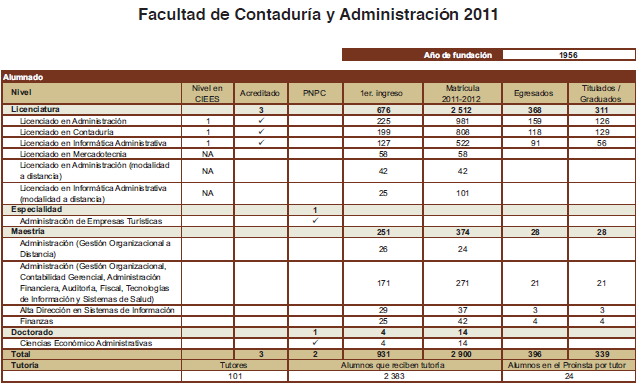 Facultad de Contaduría y Administración 2011
Año de fundación 1956
Alumnado
Nivel Nivel en CIEES Acreditado PNPC 1er. ingreso Matrícula 2011-2012 Egresados Titulados / Graduados
Licenciatura 3 676 2 512 368 311
Licenciado en Administración 1 ✓ 225 981 159 126
Licenciado en Contaduría 1 ✓ 199 808 118 129
Licenciado en Informática Administrativa 1 ✓ 127 522 91 56
Licenciado en Mercadotecnia NA 58 58
Licenciado en Administración (modalidad
a distancia) NA 42 42
Licenciado en Informática Administrativa
(modalidad a distancia) NA 25 101
Especialidad 1
Administración de Empresas Turísticas ✓
Maestría 251 374 28 28
Administración (Gestión Organizacional a
Distancia) 26 24
Administración (Gestión Organizacional,
Contabilidad Gerencial, Administración
Financiera, Auditoría, Fiscal, Tecnologías
de Información y Sistemas de Salud) 171 271 21 21
Alta Dirección en Sistemas de Información 29 37 3 3
Finanzas 25 42 4 4
Doctorado 1 4 14
Ciencias Económico Administrativas ✓ 4 14
Total 3 2 931 2 900 396 339
Tutoría Tutores Alumnos que reciben tutoría Alumnos en el Proinsta por tutor
101 2 383 24